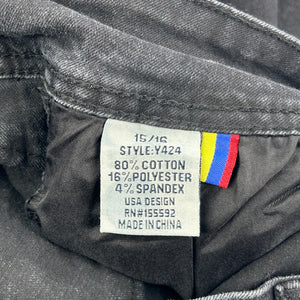 15/16
STYLE:Y424
80% COTTON
16% POLYESTER
4% SPANDEX
USA DESIGN
RN#155592
MADE IN CHINA